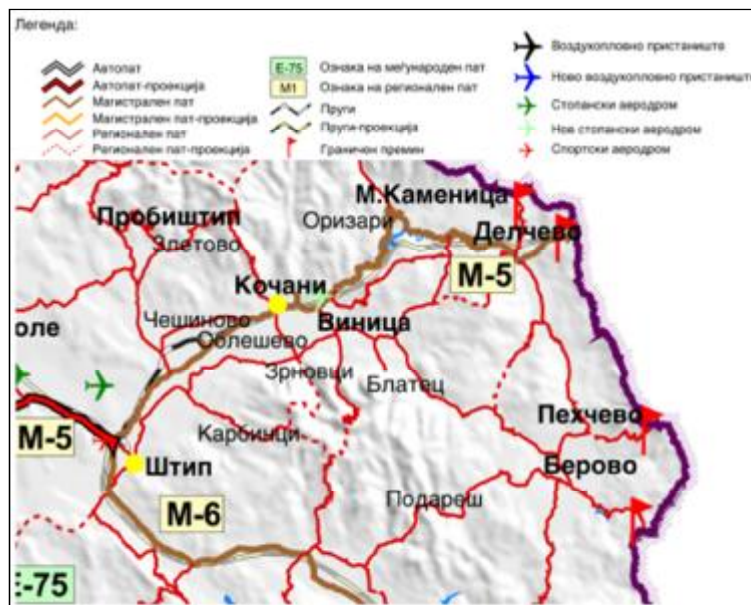 Легенда:
Автопат
Автопат-проекција
Магистрален пат
Магистрален пат-проекција
Регионален пат
Регионален пат-проекција
E-75 Ознака на меѓународен пат
M1 Ознака на регионален пат
Пруги
Пруги-проекција
Граничен премин
Воздухопловно пристаниште
Ново воздухопловно пристаниште
Стопански аеродром
Нов стопански аеродром
Спортски аеродром
М.Каменица
Пробиштип
Оризари
Делчево
Злетово
M-5
Кочани
Чешиново
Виница
оле
Облешево
Зрновци
Блатец
Пехчево
M-5
Карбинци
Штип
Берово
Подареш
M-6
E-75